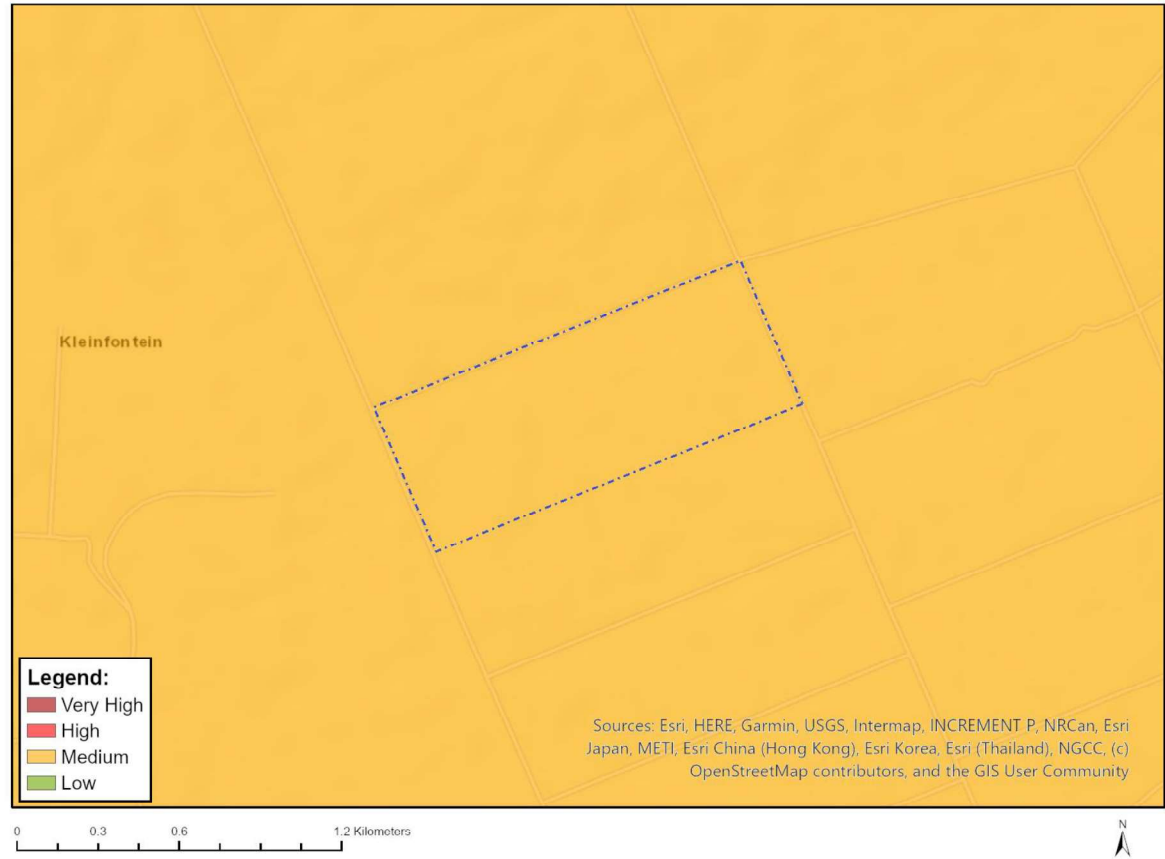 Kleinfontein
Legend:
Very High
High
Medium
Low
Sources: Esri, HERE, Garmin, USGS, Intermap, INCREMENT P, NRCan, Esri
Japan, METI, Esri China (Hong Kong), Esri Korea, Esri (Thailand), NGCC, (c)
OpenStreetMap contributors, and the GIS User Community
0 0.3 0.6 1.2 Kilometers
N